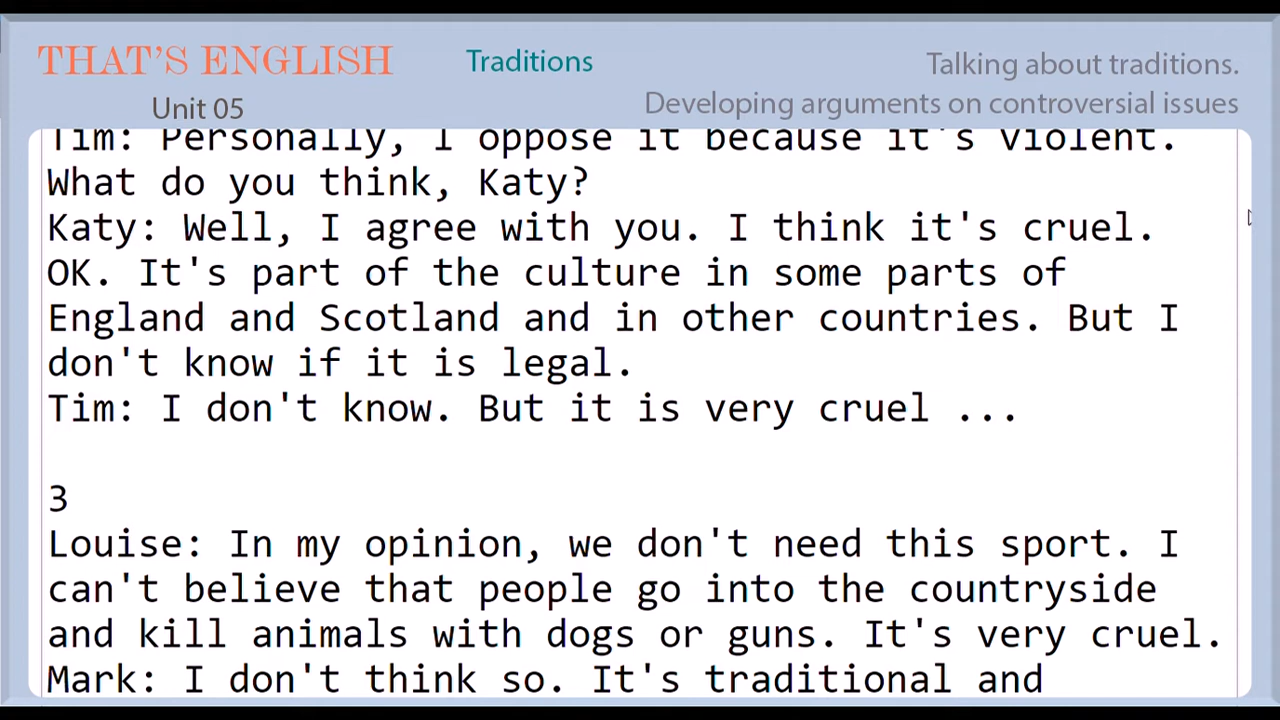 THAT'S ENGLISH
Traditions
Talking about traditions.
Unit 05
Developing arguments on controversial issues
Tim: Personally, I oppose it because it's violent.
What do you think, Katy?
Katy: Well, I agree with you. I think it's cruel.
OK. It's part of the culture in some parts of
England and Scotland and in other countries. But I
don't know if it is legal.
Tim: I don't know. But it is very cruel ...
3
Louise: In my opinion, we don't need this sport. I
can't believe that people go into the countryside
and kill animals with dogs or guns. It's very cruel.
Mark: I don't think so. It's traditional and